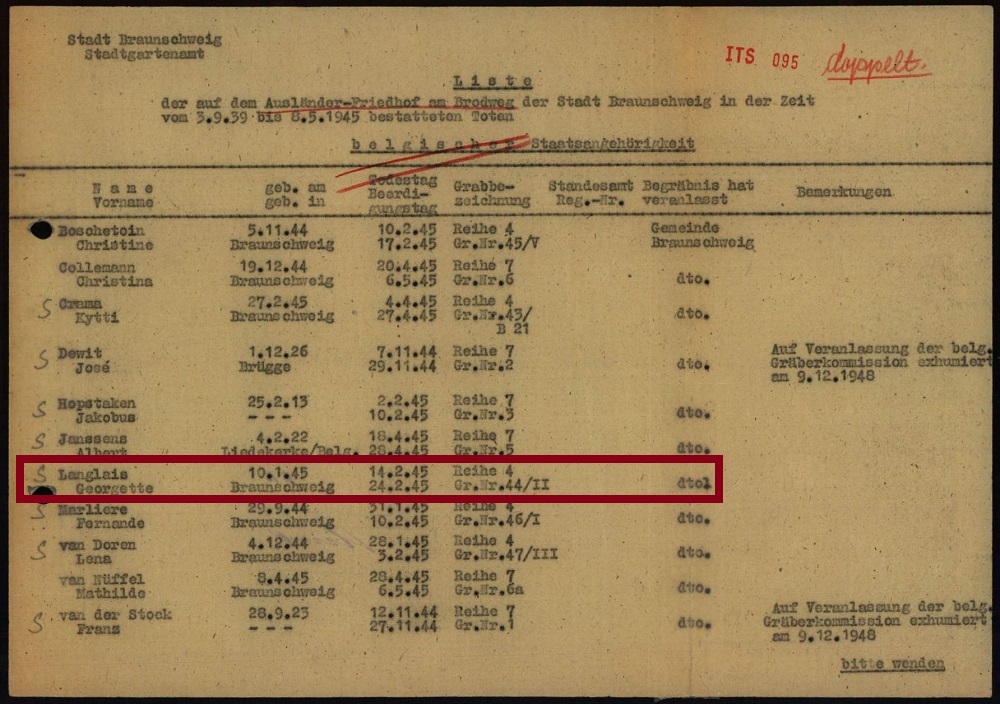 Stadt Braunschweig
Stadtgartenamt
ITS 095 doppelt.
Liste
der auf dem Ausländer-Friedhof am Brodweg der Stadt Braunschweig in der Zeit
vom 3.9.39 bis 8.5.1945 bestatteten Toten
belgischer Staatsangehörigkeit
Name geb. am Todestag Grabbe- Standesamt Begräbnis hat Bemerkungen
Vorname geb. in Beerdi- zeichnung Reg.-Nr. veranlasst
gungstag
Boschetoin 5.11.44 10.2.45 Reihe 4 Gemeinde
Christine Braunschweig 17.2.45 Gr.Nr.45/V Braunschweig
Collemann 19.12.44 20.4.45 Reihe 7
Christina Braunschweig 6.5.45 Gr.Nr.6 dto.
S Crama 27.2.45 4.4.45 Reihe 4
Kytti Braunschweig 27.4.45 Gr.Nr.43/ dto.
B 21
S Dewit 1.12.26 7.11.44 Reihe 7 Auf Veranlassung der belg.
José Brügge 29.11.44 Gr.Nr.2 dto. Gräberkommission exhumiert
am 9.12.1948
S Hopstaken 25.2.13 2.2.45 Reihe 7
Jakobus --- 10.2.45 Gr.Nr.3 dto.
S Janssens 4.2.22 18.4.45 Reihe 7
Albert Liedekerke/Belg. 28.4.45 Gr.Nr.5 dto.
S Langlais 10.1.45 14.2.45 Reihe 4
Georgette Braunschweig 24.2.45 Gr.Nr.44/II dto.
S Marliere 29.9.44 31.1.45 Reihe 4
Fernande Braunschweig 10.2.45 Gr.Nr.46/I dto.
S van Doren 4.12.44 28.1.45 Reihe 4
Lena Braunschweig 3.2.45 Gr.Nr.47/III dto.
van Nüffel 8.4.45 28.4.45 Reihe 7
Mathilde Braunschweig 6.5.45 Gr.Nr.6a dto.
S van der Stock 28.9.23 12.11.44 Reihe 7 Auf Veranlassung der belg.
Franz --- 27.11.44 Gr.Nr.1 dto. Gräberkommission exhumiert
am 9.12.1948
bitte wenden